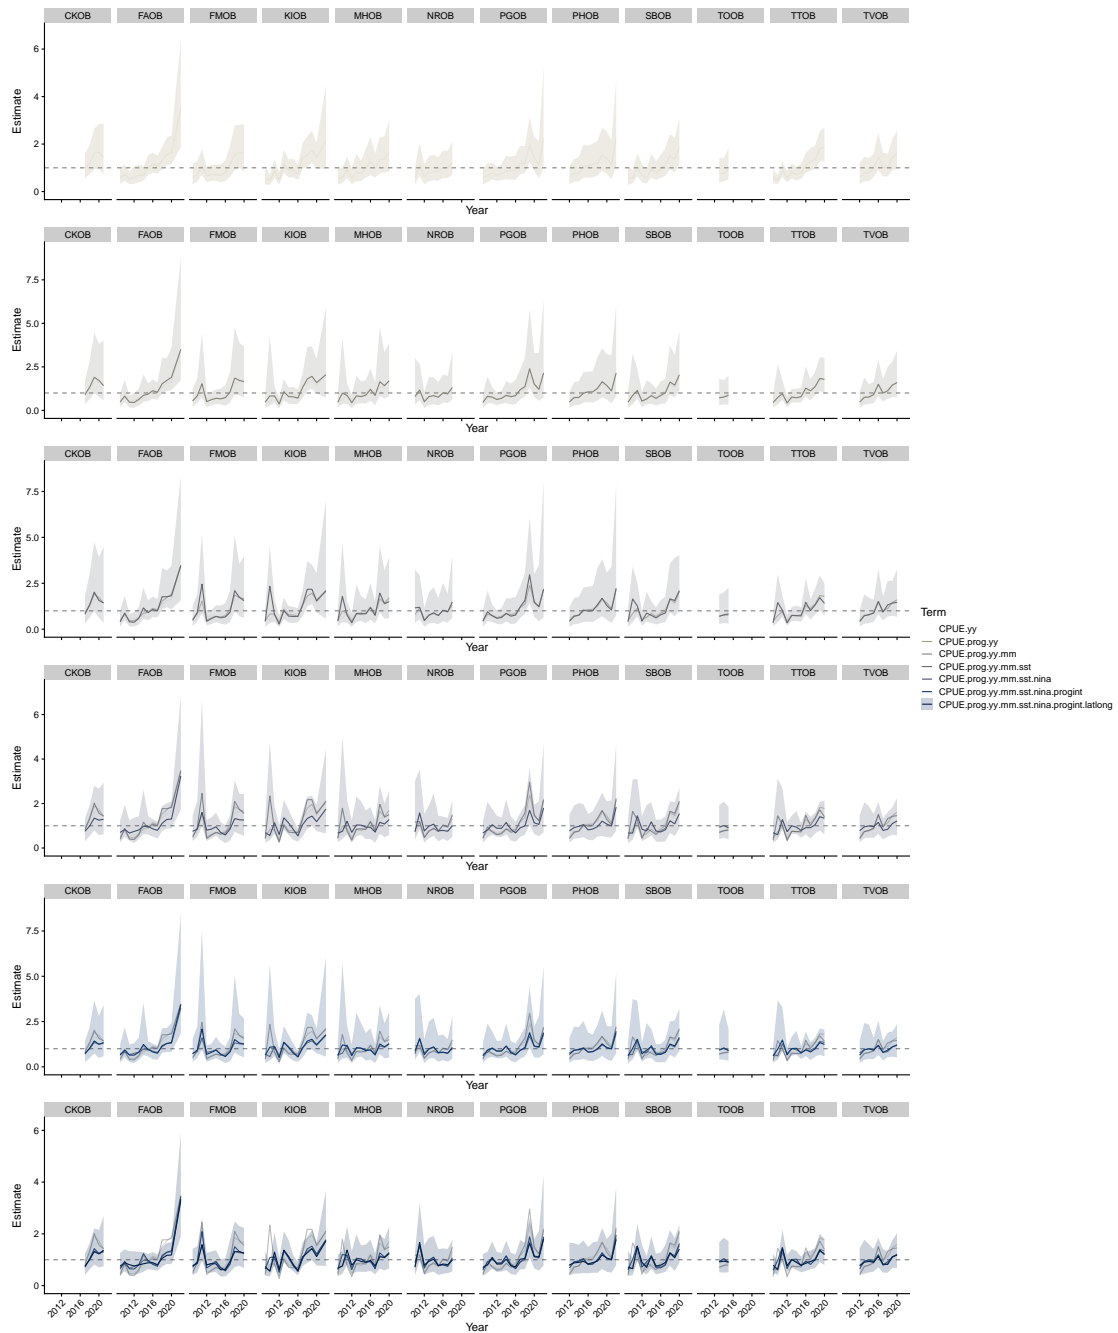 CKOB FAOB FMOB KIOB MHOB NROB PGOB PHOB SBOB TOOB TTOB TVOB
6
4
2
0
Estimate
Year
CKOB FAOB FMOB KIOB MHOB NROB PGOB PHOB SBOB TOOB TTOB TVOB
7.5
5.0
2.5
0.0
Estimate
Year
CKOB FAOB FMOB KIOB MHOB NROB PGOB PHOB SBOB TOOB TTOB TVOB
7.5
5.0
2.5
0.0
Estimate
Year
Term
CPUE.yy
CPUE.prog.yy
CPUE.prog.yy.mm
CPUE.prog.yy.mm.sst
CPUE.prog.yy.mm.sst.nina
CPUE.prog.yy.mm.sst.nina.progint
CPUE.prog.yy.mm.sst.nina.progint.latlong
CKOB FAOB FMOB KIOB MHOB NROB PGOB PHOB SBOB TOOB TTOB TVOB
6
4
2
0
Estimate
Year
CKOB FAOB FMOB KIOB MHOB NROB PGOB PHOB SBOB TOOB TTOB TVOB
7.5
5.0
2.5
0.0
Estimate
Year
CKOB FAOB FMOB KIOB MHOB NROB PGOB PHOB SBOB TOOB TTOB TVOB
6
4
2
0
Estimate
2012 2016 2020 2012 2016 2020 2012 2016 2020 2012 2016 2020 2012 2016 2020 2012 2016 2020 2012 2016 2020 2012 2016 2020 2012 2016 2020 2012 2016 2020 2012 2016 2020 2012 2016 2020
Year